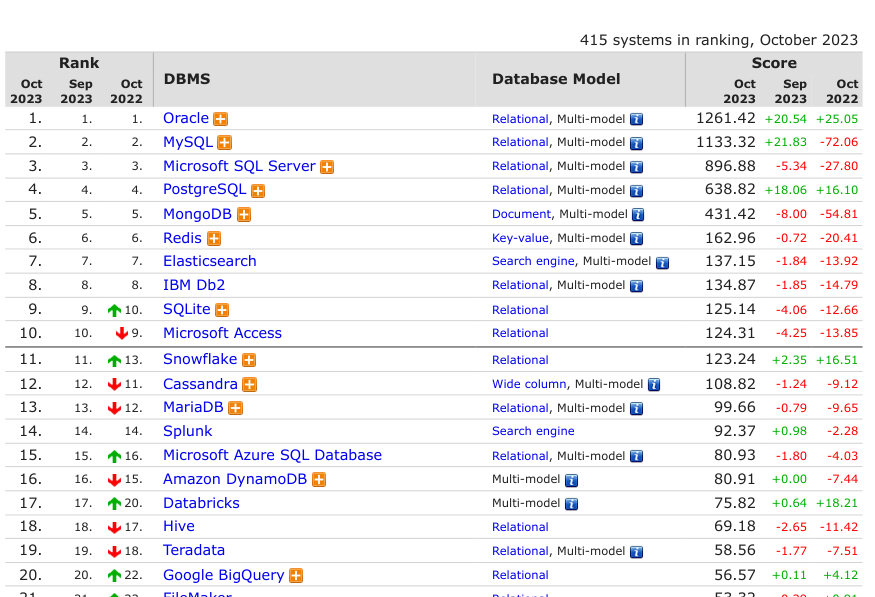 415 systems in ranking, October 2023
Rank DBMS Database Model Score
Oct 2023 Sep 2023 Oct 2022 Oct 2023 Sep 2023 Oct 2022
1. 1. 1. Oracle Relational, Multi-model 1261.42 +20.54 +25.05
2. 2. 2. MySQL Relational, Multi-model 1133.32 +21.83 -72.06
3. 3. 3. Microsoft SQL Server Relational, Multi-model 896.88 -5.34 -27.80
4. 4. 4. PostgreSQL Relational, Multi-model 638.82 +18.06 +16.10
5. 5. 5. MongoDB Document, Multi-model 431.42 -8.00 -54.81
6. 6. 6. Redis Key-value, Multi-model 162.96 -0.72 -20.41
7. 7. 7. Elasticsearch Search engine, Multi-model 137.15 -1.84 -13.92
8. 8. 8. IBM Db2 Relational, Multi-model 134.87 -1.85 -14.79
9. 9. 10. SQLite Relational 125.14 -4.06 -12.66
10. 10. 9. Microsoft Access Relational 124.31 -4.25 -13.85
11. 11. 13. Snowflake Relational 123.24 +2.35 +16.51
12. 12. 11. Cassandra Wide column, Multi-model 108.82 -1.24 -9.12
13. 13. 12. MariaDB Relational, Multi-model 99.66 -0.79 -9.65
14. 14. 14. Splunk Search engine 92.37 +0.98 -2.28
15. 15. 16. Microsoft Azure SQL Database Relational, Multi-model 80.93 -1.80 -4.03
16. 16. 15. Amazon DynamoDB Multi-model 80.91 +0.00 -7.44
17. 17. 20. Databricks Multi-model 75.82 +0.64 +18.21
18. 18. 17. Hive Relational 69.18 -2.65 -11.42
19. 19. 18. Teradata Relational, Multi-model 58.56 -1.77 -7.51
20. 20. 22. Google BigQuery Relational 56.57 +0.11 +4.12
FileMaker Relational